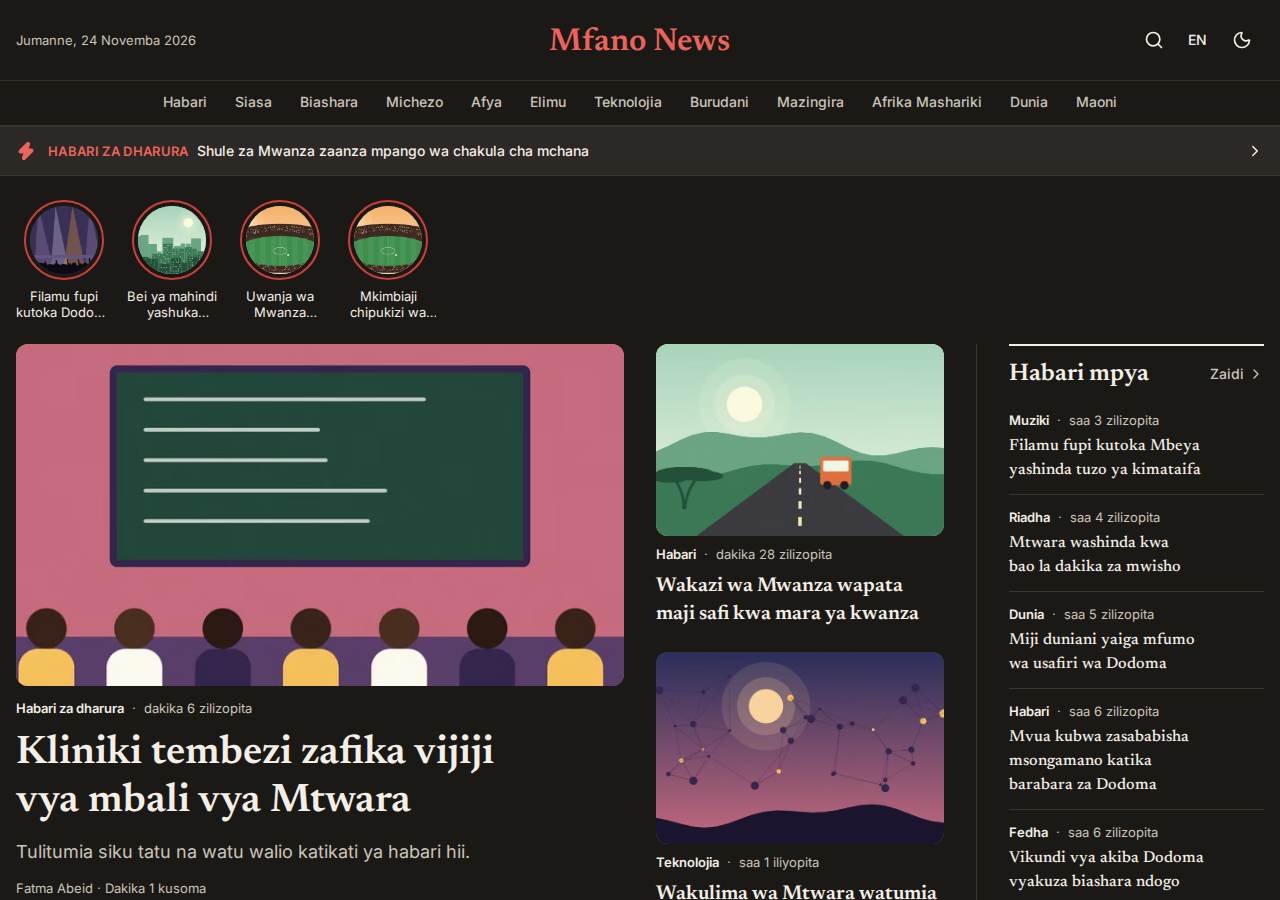 Jumanne, 24 Novemba 2026
Mfano News
EN
Habari Siasa Biashara Michezo Afya Elimu Teknolojia Burudani Mazingira Afrika Mashariki Dunia Maoni
HABARI ZA DHARURA Shule za Mwanza zaanza mpango wa chakula cha mchana
Filamu fupi
kutoka Dodo...
Bei ya mahindi
yashuka...
Uwanja wa
Mwanza...
Mkimbiaji
chipukizi wa...
Habari za dharura · dakika 6 zilizopita
Kliniki tembezi zafika vijiji
vya mbali vya Mtwara
Tulitumia siku tatu na watu walio katikati ya habari hii.
Fatma Abeid · Dakika 1 kusoma
Habari · dakika 28 zilizopita
Wakazi wa Mwanza wapata
maji safi kwa mara ya kwanza
Teknolojia · saa 1 iliyopita
Wakulima wa Mtwara watumia
Habari mpya
Zaidi
Muziki · saa 3 zilizopita
Filamu fupi kutoka Mbeya
yashinda tuzo ya kimataifa
Riadha · saa 4 zilizopita
Mtwara washinda kwa
bao la dakika za mwisho
Dunia · saa 5 zilizopita
Miji duniani yaiga mfumo
wa usafiri wa Dodoma
Habari · saa 6 zilizopita
Mvua kubwa zasababisha
msongamano katika
barabara za Dodoma
Fedha · saa 6 zilizopita
Vikundi vya akiba Dodoma
vyakuza biashara ndogo